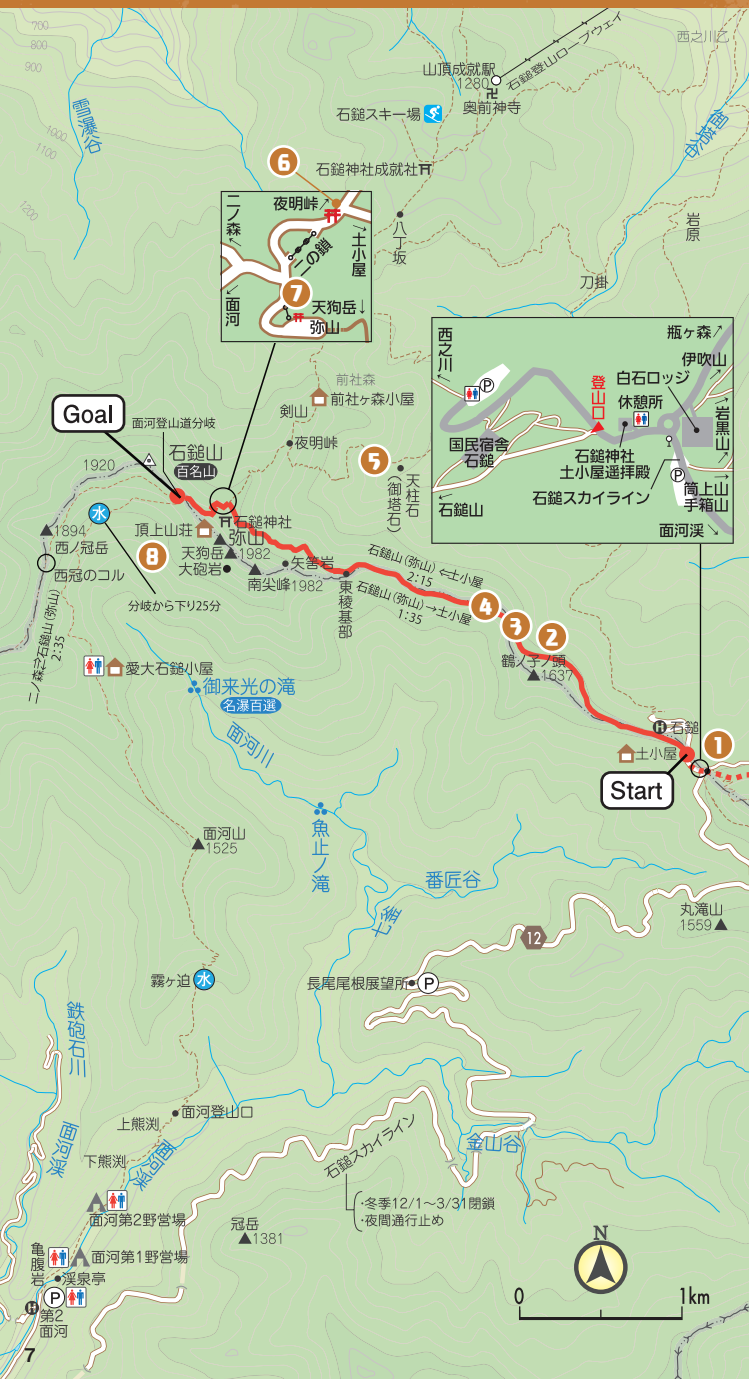 700
800
900
1000
1100
1200
雪瀑谷
西之川乙
石鎚登山ロープウェイ
山頂成就駅
1280
奥前神寺
石鎚スキー場
石鎚神社成就社
八丁坂
岩原
刀掛
6
夜明峠↗
二ノ森↖
→土小屋
二の鎖
↙面河
7
天狗岳↓
弥山
西之川
P
瓶ヶ森↗
伊吹山
白石ロッジ
登山口
休憩所
岩黒山
国民宿舎
石鎚
石鎚神社
土小屋遥拝殿
石鎚スカイライン
P
筒上山
手箱山
↙石鎚山
面河渓↘
前社森
前社ヶ森小屋
剣山
夜明峠
5
天柱石
(御塔石)
Goal
面河登山道分岐
石鎚山
百名山
1920
水
1894
西ノ冠岳
西冠のコル
8
頂上山荘
石鎚神社
弥山
天狗岳
1982
大砲岩
矢筈岩
南尖峰1982
東稜基部
分岐から下り25分
石鎚山(弥山)←土小屋
2:15
石鎚山(弥山)→土小屋
1:35
4
3
2
鶴ノ子ノ頭
1637
二ノ森⇄石鎚山(弥山)
2:35
愛大石鎚小屋
御来光の滝
名瀑百選
面河川
石鎚
1
土小屋
Start
魚止ノ滝
面河山
1525
番匠谷
七釜
丸滝山
1559
12
長尾尾根展望所
P
霧ヶ迫
水
鉄砲石川
面河登山口
上熊渕
面河渓
面河渓
下熊渕
金山谷
石鎚スカイライン
・冬季12/1～3/31閉鎖
・夜間通行止め
面河第2野営場
冠岳
1381
亀腹岩
面河第1野営場
渓泉亭
P
第2
面河
N
0
1km
7